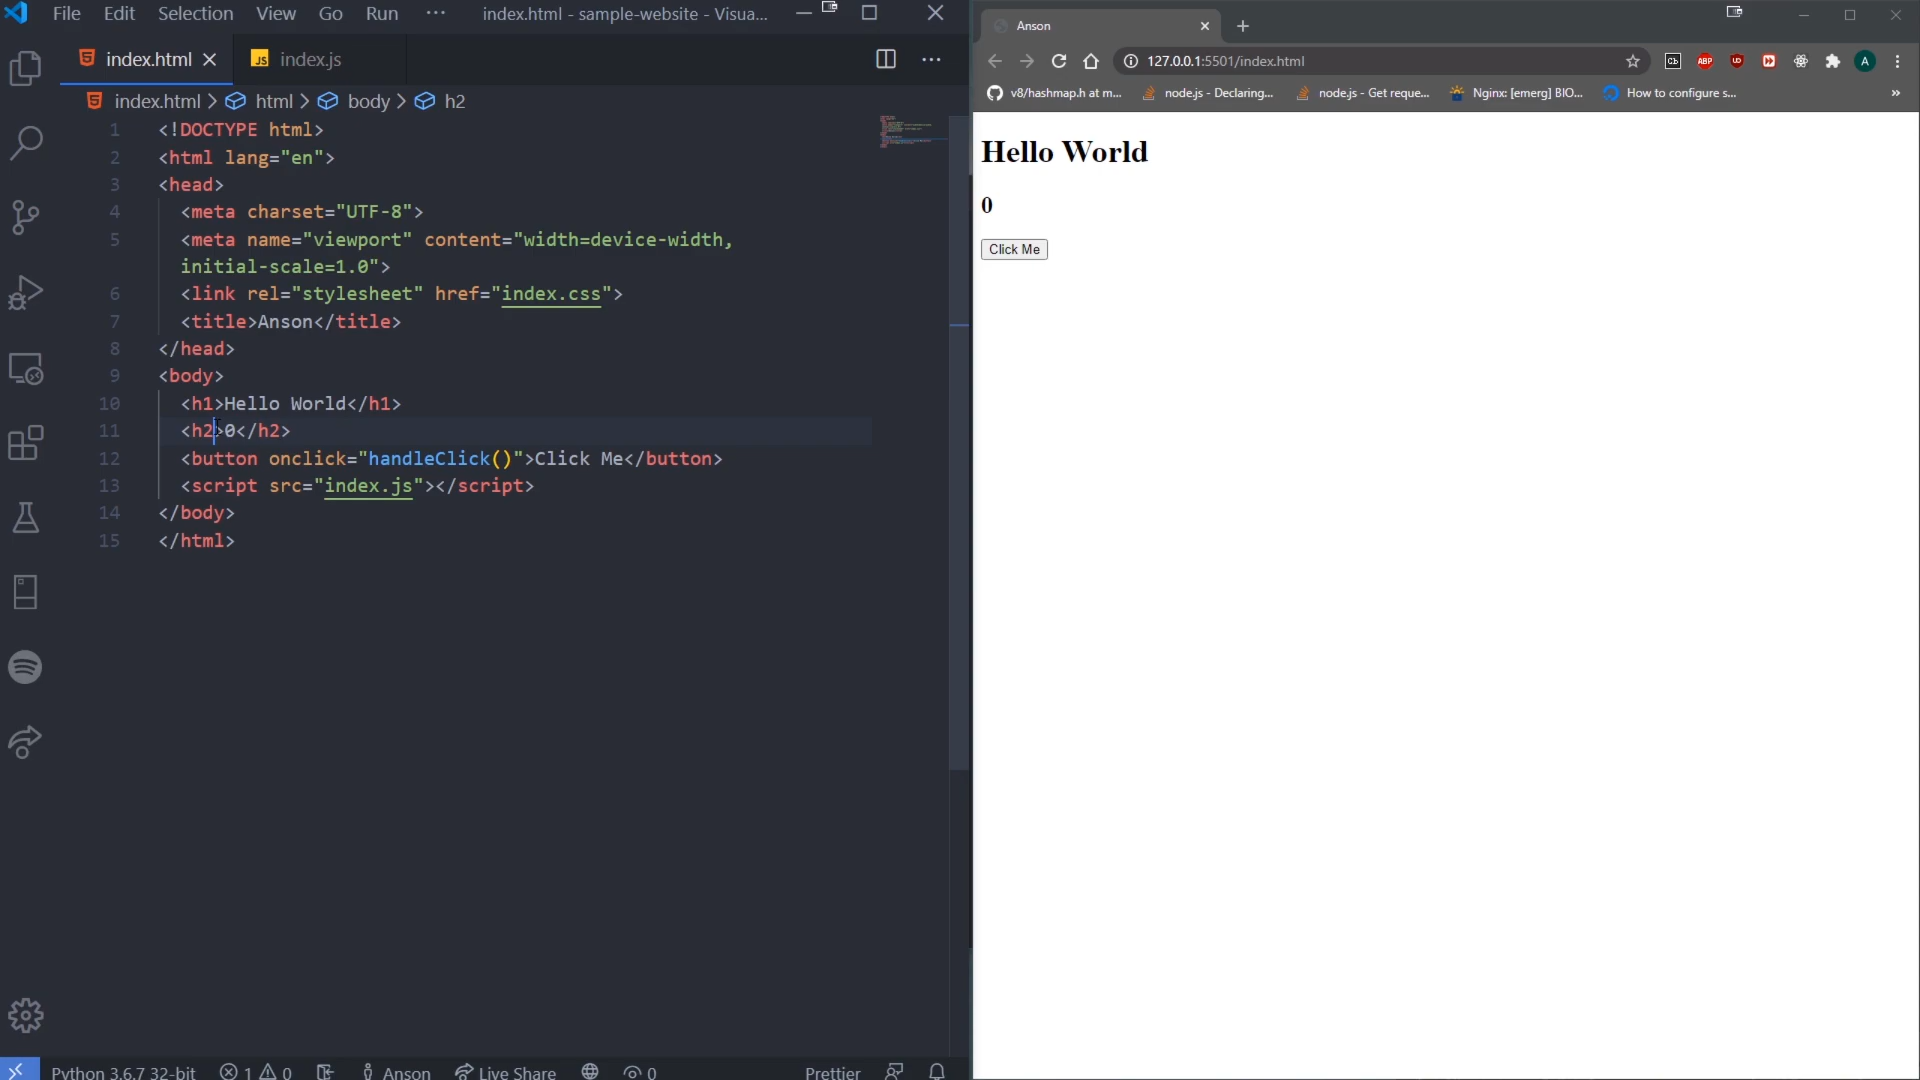 File Edit Selection View Go Run ··· index.html - sample-website - Visua...
index.html JS index.js
index.html > html > body > h2
1 <!DOCTYPE html>
2 <html lang="en">
3 <head>
4 <meta charset="UTF-8">
5 <meta name="viewport" content="width=device-width,
initial-scale=1.0">
6 <link rel="stylesheet" href="index.css">
7 <title>Anson</title>
8 </head>
9 <body>
10 <h1>Hello World</h1>
11 <h2>0</h2>
12 <button onclick="handleClick()">Click Me</button>
13 <script src="index.js"></script>
14 </body>
15 </html>
Python 3.6.7 32-bit 1 0 Anson Live Share 0 Prettier
Anson
127.0.0.1:5501/index.html
ABP
A
v8/hashmap.h at m... node.js - Declaring... node.js - Get reque... Nginx: [emerg] BIO... How to configure s... »
Hello World
0
Click Me